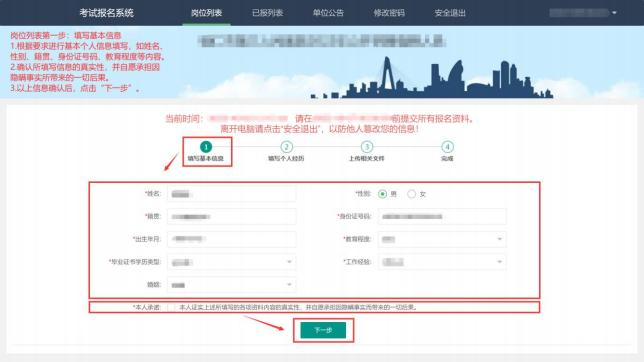 考试报名系统 岗位列表 已报列表 单位公告 修改密码 安全退出
岗位列表第一步：填写基本信息
1.根据要求进行基本个人信息填写，如姓名、
性别、籍贯、身份证号码、教育程度等内容。
2.确认所填写信息的真实性，并自愿承担因
隐瞒事实所带来的一切后果。
3.以上信息确认后，点击“下一步”。
当前时间： 请在 前提交所有报名资料。
离开电脑请点击“安全退出”，以防他人篡改您的信息！
1 2 3 4
填写基本信息 填写个人经历 上传相关文件 完成
*姓名: *性别: 男 女
*籍贯: *身份证号码:
*出生年月: *教育程度:
*毕业证书学历类型: *工作经验:
婚姻:
*本人承诺: 本人证实上述所填写的各项资料内容的真实性，并自愿承担因隐瞒事实而带来的一切后果。
下一步